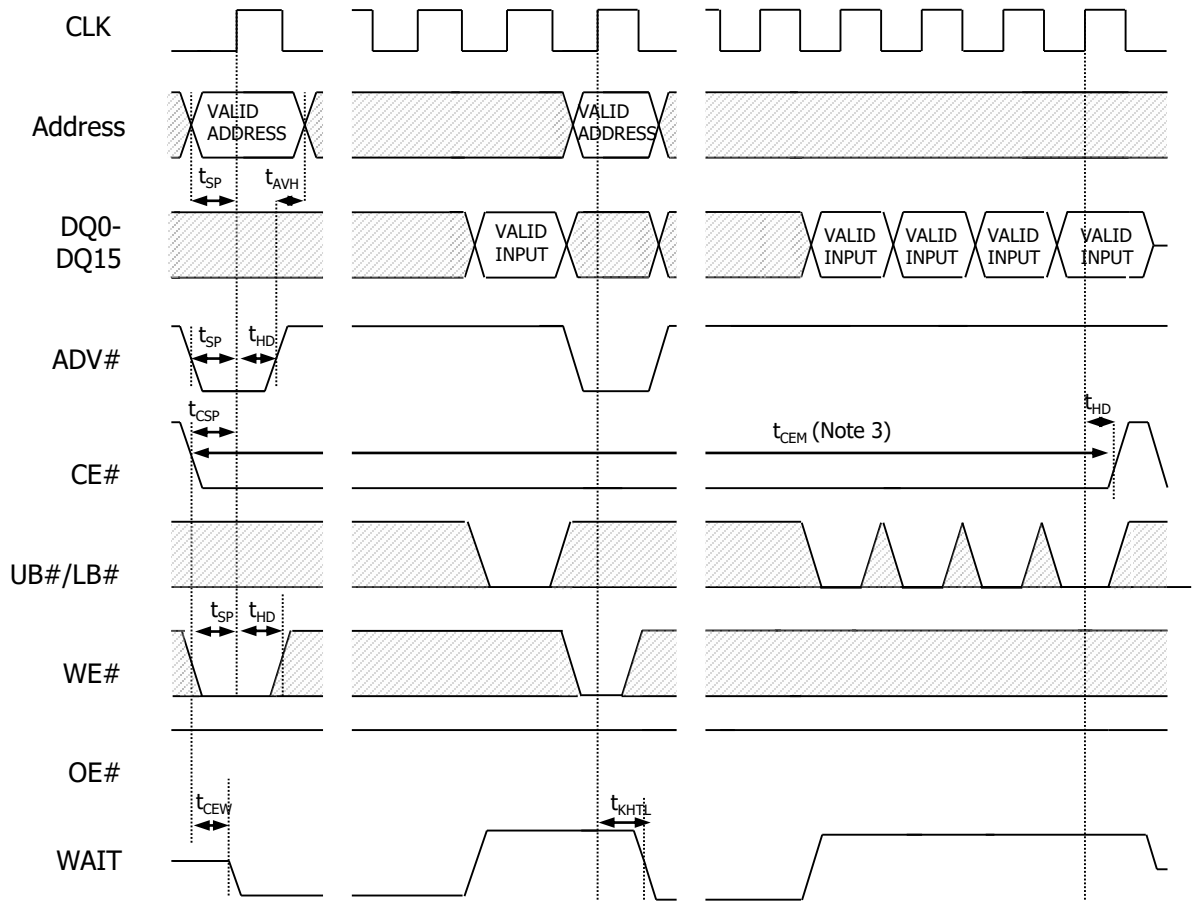 CLK
Address
VALID
ADDRESS
VALID
ADDRESS
tSP
tAVH
DQ0-
DQ15
VALID
INPUT
VALID
INPUT
VALID
INPUT
VALID
INPUT
VALID
INPUT
ADV#
tSP
tHD
tCSP
tHD
CE#
tCEM (Note 3)
UB#/LB#
tSP
tHD
WE#
OE#
tCEW
tKHTL
WAIT